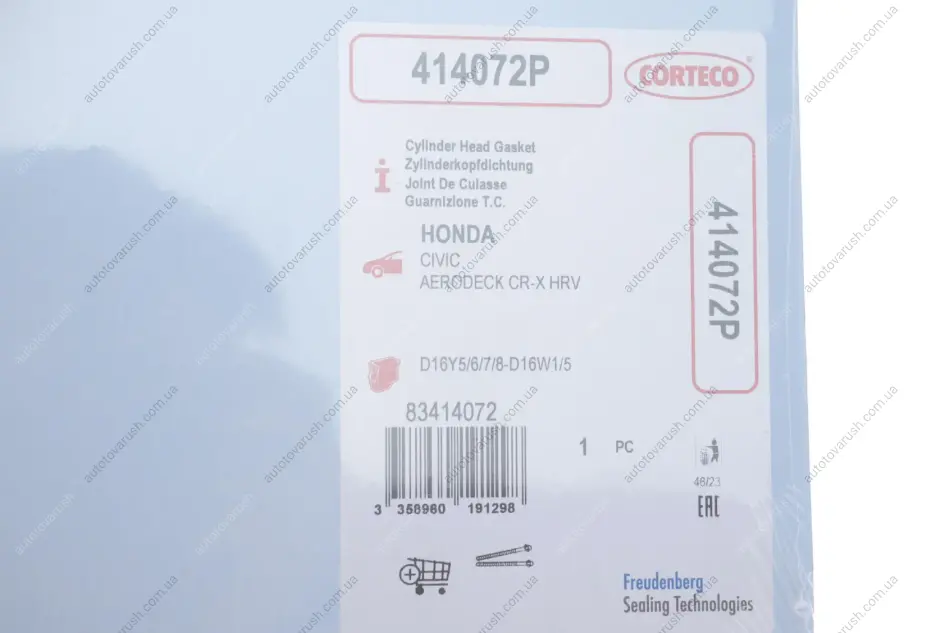 414072P
CORTECO®
Cylinder Head Gasket
Zylinderkopfdichtung
Joint De Culasse
Guarnizione T.C.
HONDA
CIVIC
AERODECK CR-X HRV
414072P
D16Y5/6/7/8-D16W1/5
83414072
1 PC
3 358960 191298
48/23
EAC
Freudenberg
Sealing Technologies
autotovarush.com.ua